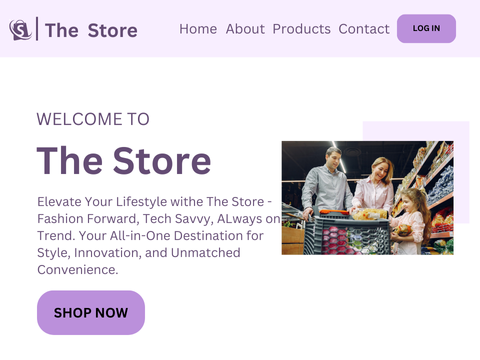 The Store
Home About Products Contact LOG IN
WELCOME TO
The Store
Elevate Your Lifestyle withe The Store -
Fashion Forward, Tech Savvy, ALways on
Trend. Your All-in-One Destination for
Style, Innovation, and Unmatched
Convenience.
SHOP NOW